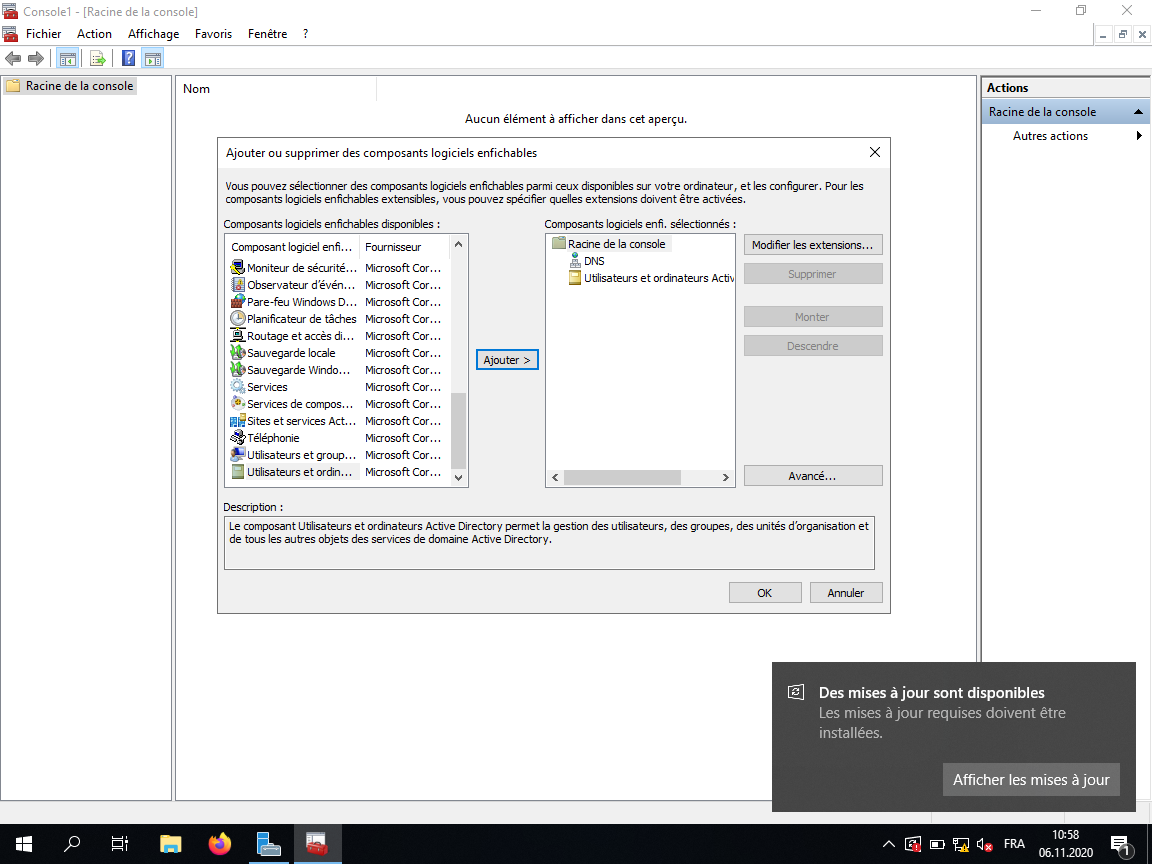 Console1 - [Racine de la console]
Fichier Action Affichage Favoris Fenêtre ?
Racine de la console
Nom
Aucun élément à afficher dans cet aperçu.
Actions
Racine de la console
Autres actions
Ajouter ou supprimer des composants logiciels enfichables
Vous pouvez sélectionner des composants logiciels enfichables parmi ceux disponibles sur votre ordinateur, et les configurer. Pour les
composants logiciels enfichables extensibles, vous pouvez spécifier quelles extensions doivent être activées.
Composants logiciels enfichables disponibles :
Composant logiciel enfi... Fournisseur
Moniteur de sécurité... Microsoft Cor...
Observateur d'évén... Microsoft Cor...
Pare-feu Windows D... Microsoft Cor...
Planificateur de tâches Microsoft Cor...
Routage et accès di... Microsoft Cor...
Sauvegarde locale Microsoft Cor...
Sauvegarde Windo... Microsoft Cor...
Services Microsoft Cor...
Services de compos... Microsoft Cor...
Sites et services Act... Microsoft Cor...
Téléphonie Microsoft Cor...
Utilisateurs et group... Microsoft Cor...
Utilisateurs et ordin... Microsoft Cor...
Ajouter >
Composants logiciels enfi. sélectionnés :
Racine de la console
DNS
Utilisateurs et ordinateurs Activ
Modifier les extensions...
Supprimer
Monter
Descendre
Avancé...
Description :
Le composant Utilisateurs et ordinateurs Active Directory permet la gestion des utilisateurs, des groupes, des unités d'organisation et
de tous les autres objets des services de domaine Active Directory.
OK Annuler
Des mises à jour sont disponibles
Les mises à jour requises doivent être
installées.
Afficher les mises à jour
FRA
10:58
06.11.2020
1